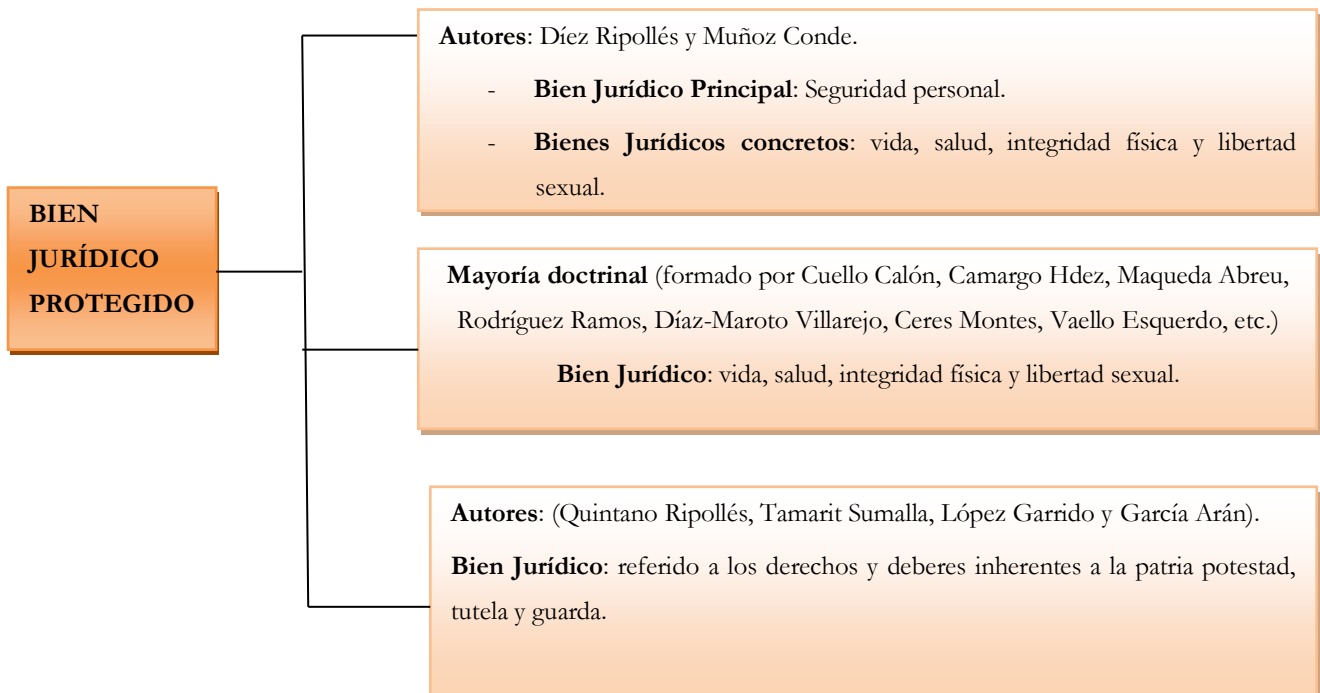 BIEN
JURÍDICO
PROTEGIDO
Autores: Díez Ripollés y Muñoz Conde.
- Bien Jurídico Principal: Seguridad personal.
- Bienes Jurídicos concretos: vida, salud, integridad física y libertad
sexual.
Mayoría doctrinal (formado por Cuello Calón, Camargo Hdez, Maqueda Abreu,
Rodríguez Ramos, Díaz-Maroto Villarejo, Ceres Montes, Vaello Esquerdo, etc.)
Bien Jurídico: vida, salud, integridad física y libertad sexual.
Autores: (Quintano Ripollés, Tamarit Sumalla, López Garrido y García Arán).
Bien Jurídico: referido a los derechos y deberes inherentes a la patria potestad,
tutela y guarda.